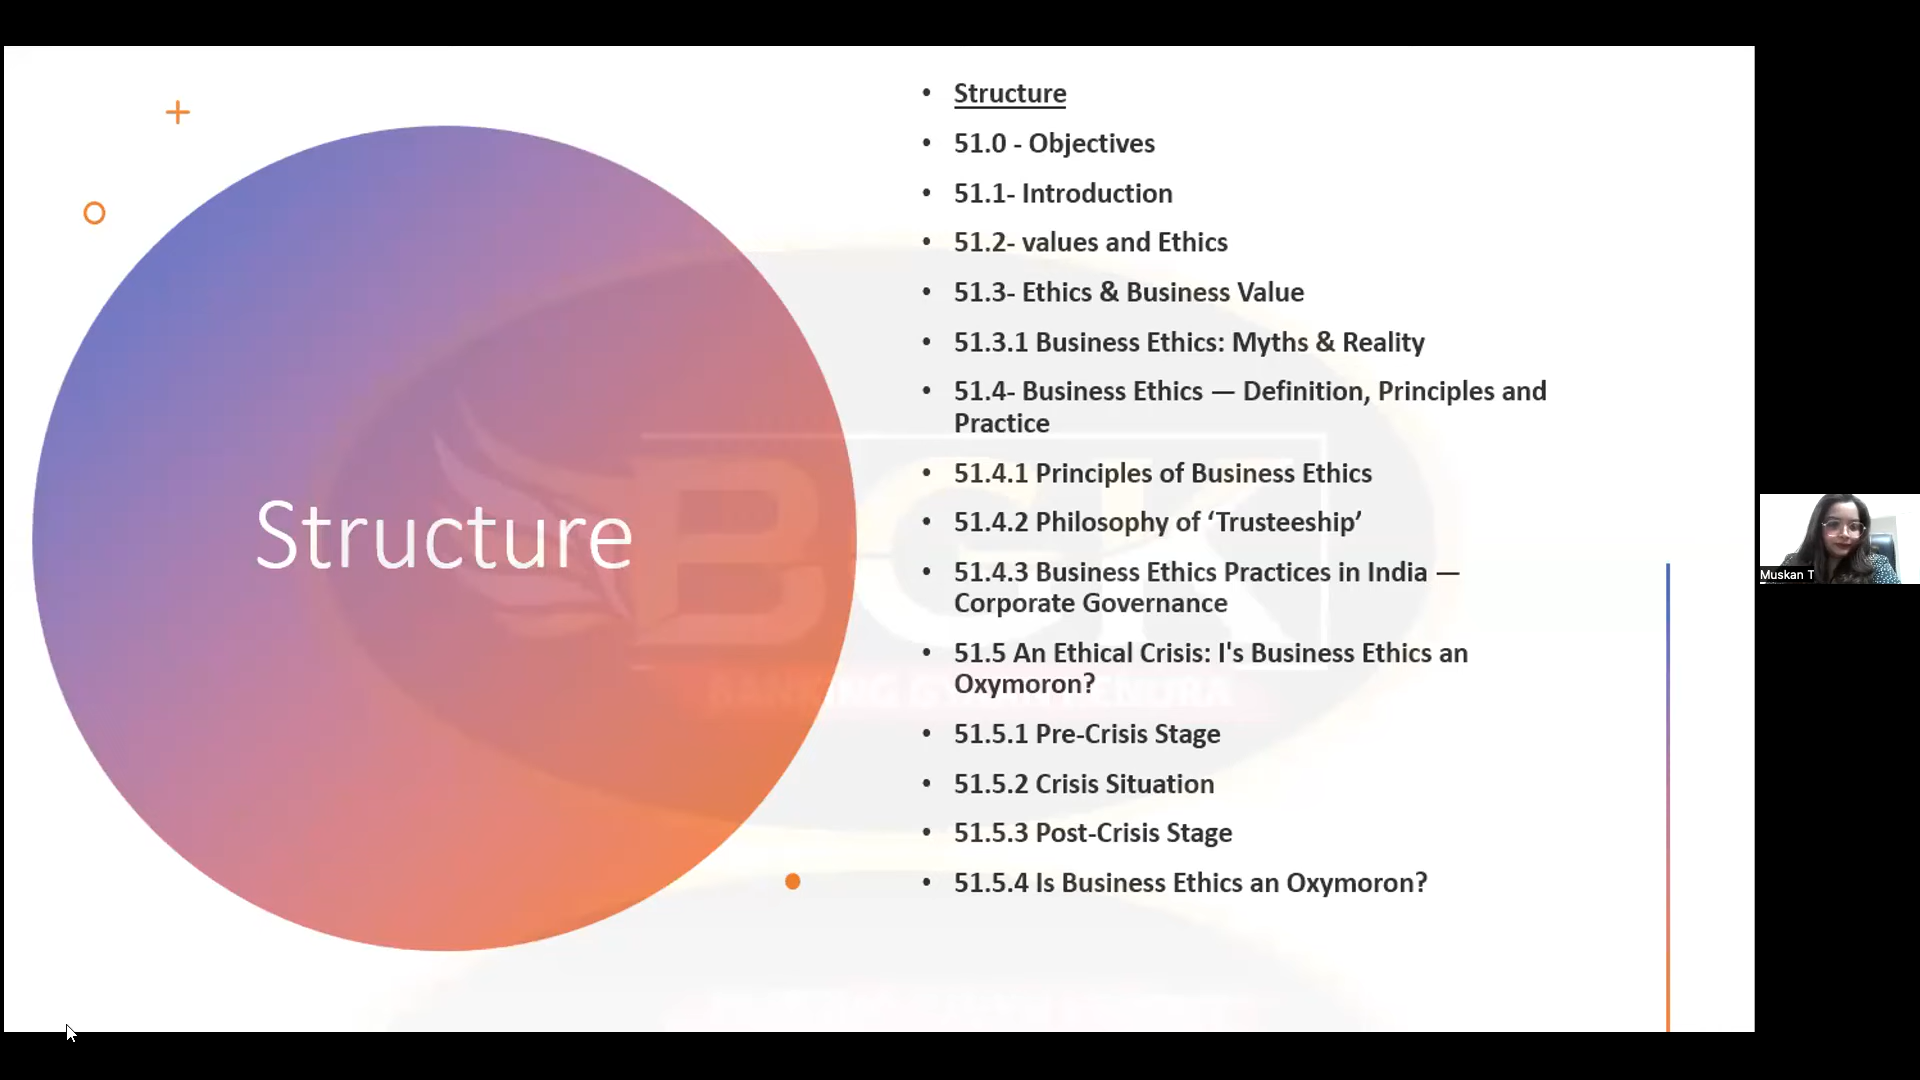 Structure
• Structure
• 51.0 - Objectives
• 51.1- Introduction
• 51.2- values and Ethics
• 51.3- Ethics & Business Value
• 51.3.1 Business Ethics: Myths & Reality
• 51.4- Business Ethics — Definition, Principles and
Practice
• 51.4.1 Principles of Business Ethics
• 51.4.2 Philosophy of ‘Trusteeship’
• 51.4.3 Business Ethics Practices in India —
Corporate Governance
• 51.5 An Ethical Crisis: I's Business Ethics an
Oxymoron?
• 51.5.1 Pre-Crisis Stage
• 51.5.2 Crisis Situation
• 51.5.3 Post-Crisis Stage
• 51.5.4 Is Business Ethics an Oxymoron?
BGK
BANKING GYAN KENDRA
Muskan T